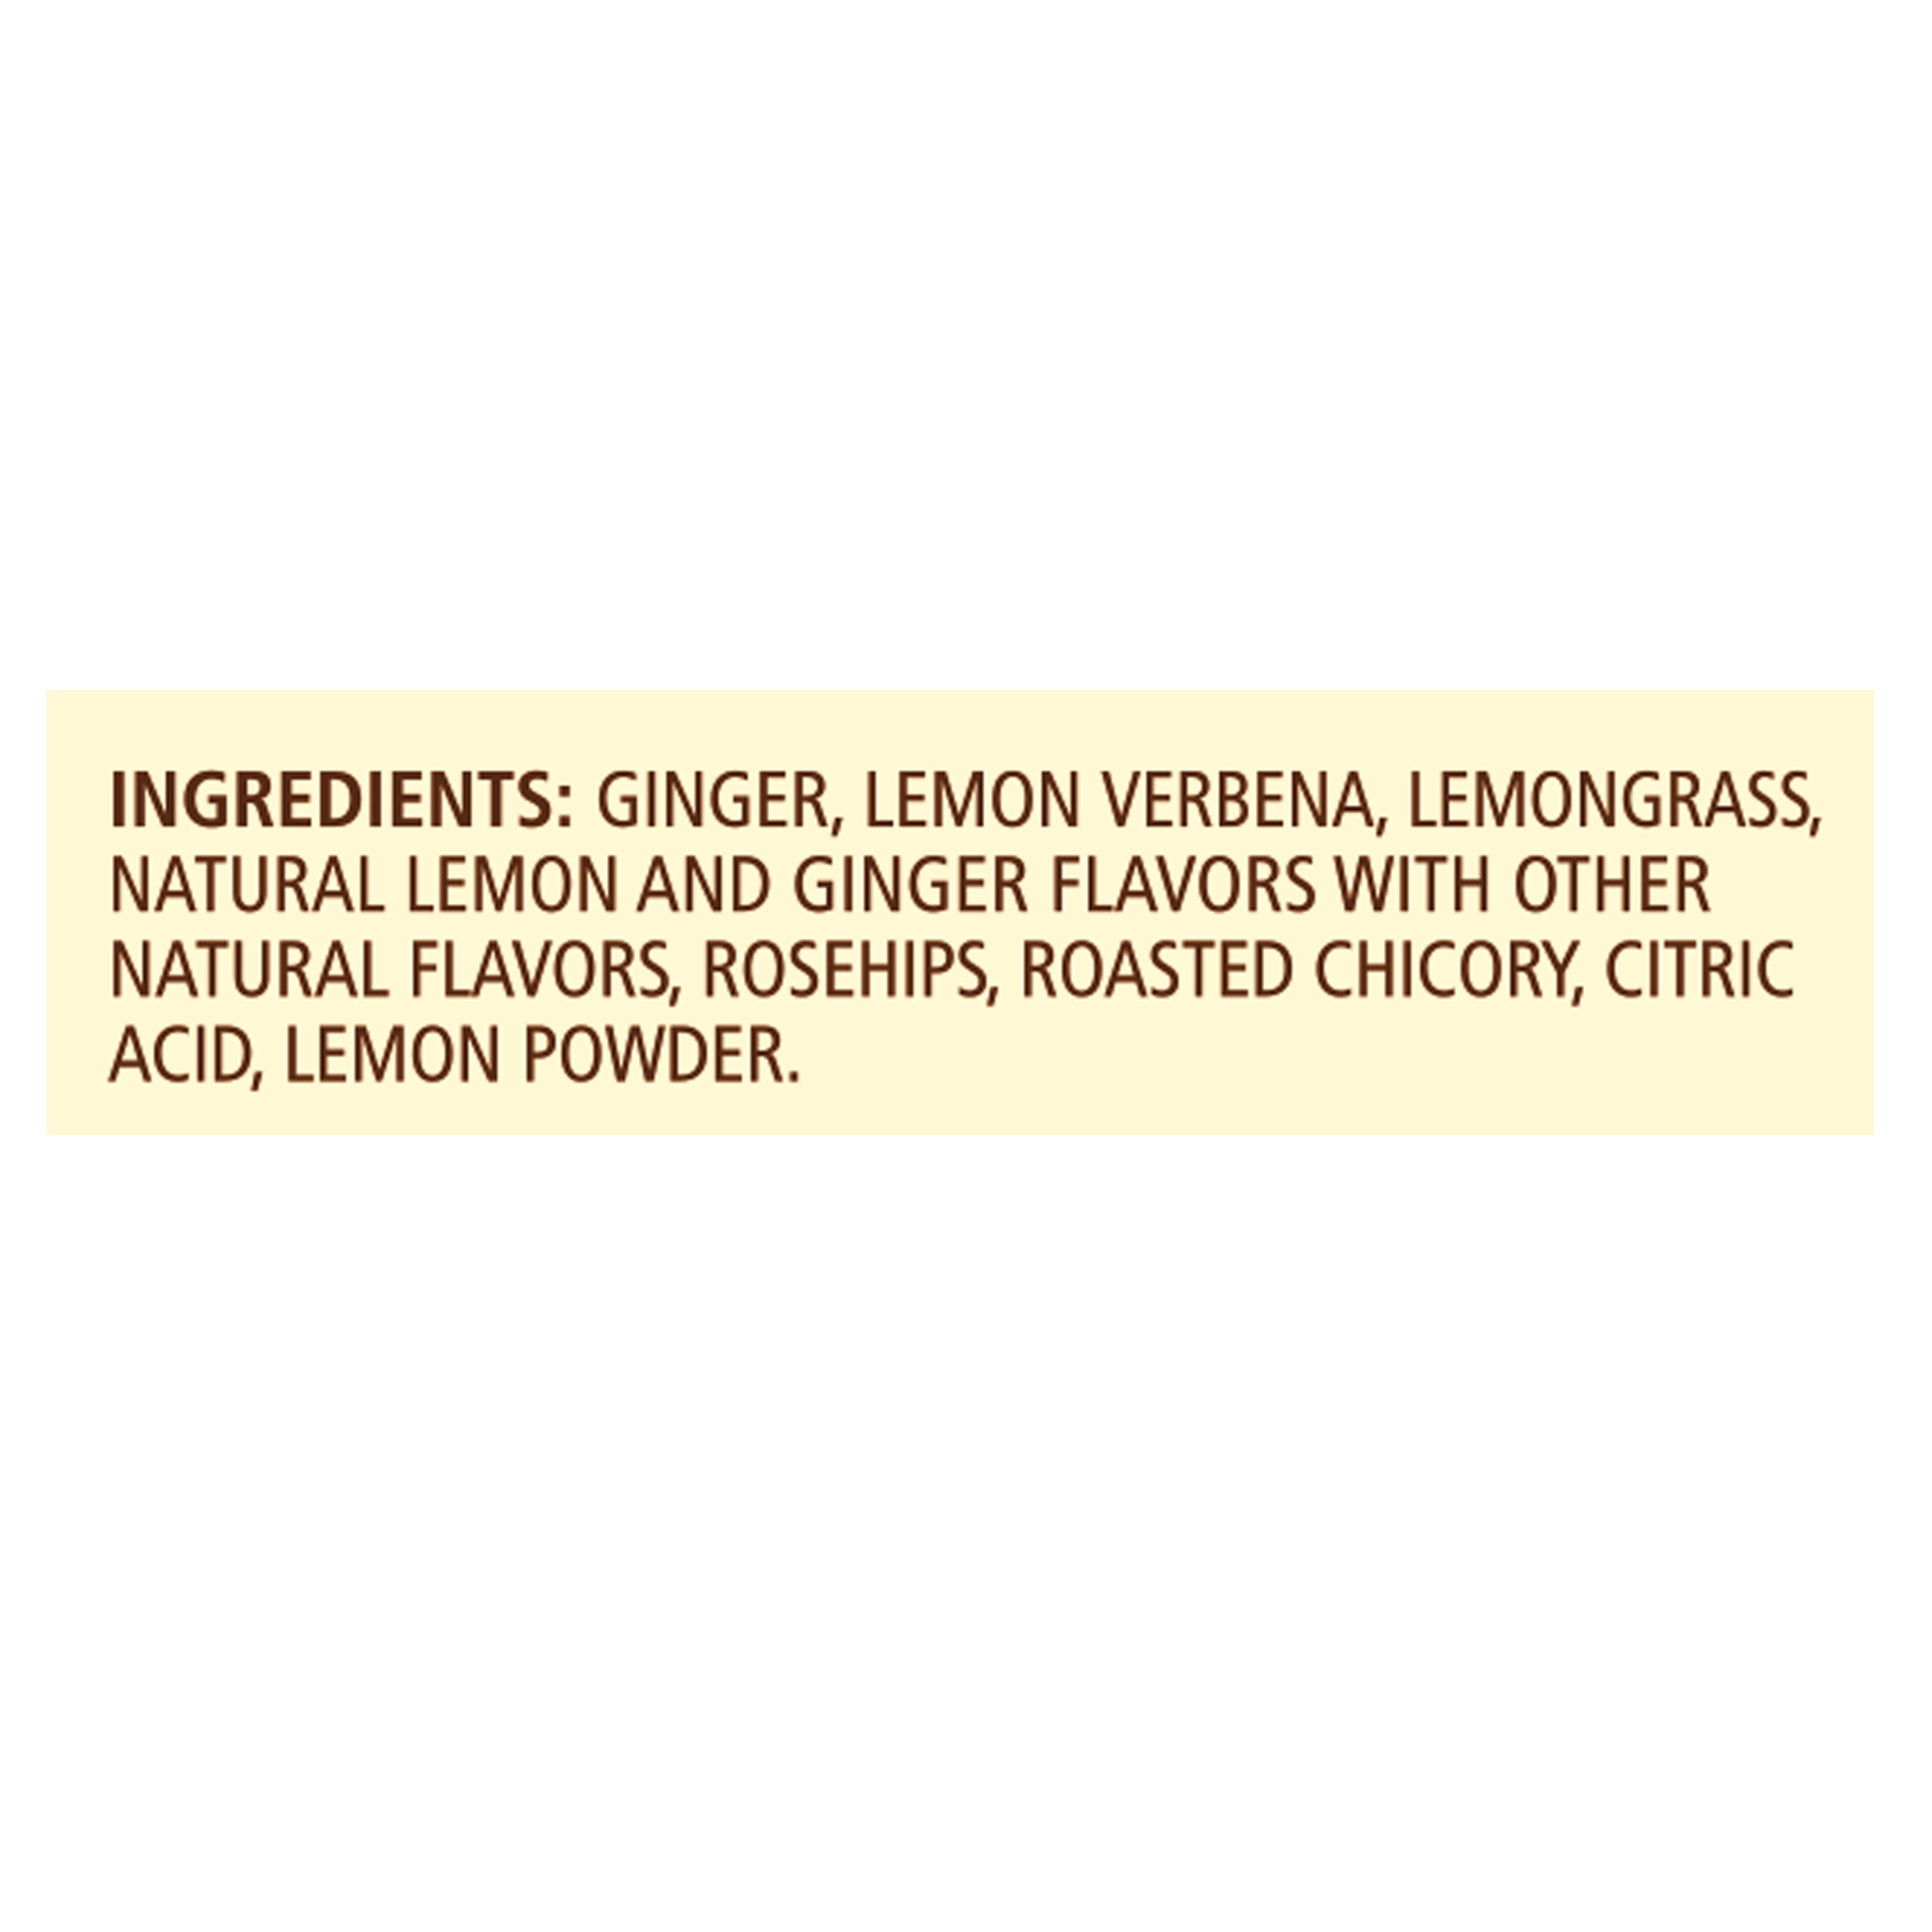 INGREDIENTS: GINGER, LEMON VERBENA, LEMONGRASS,
NATURAL LEMON AND GINGER FLAVORS WITH OTHER
NATURAL FLAVORS, ROSEHIPS, ROASTED CHICORY, CITRIC
ACID, LEMON POWDER.